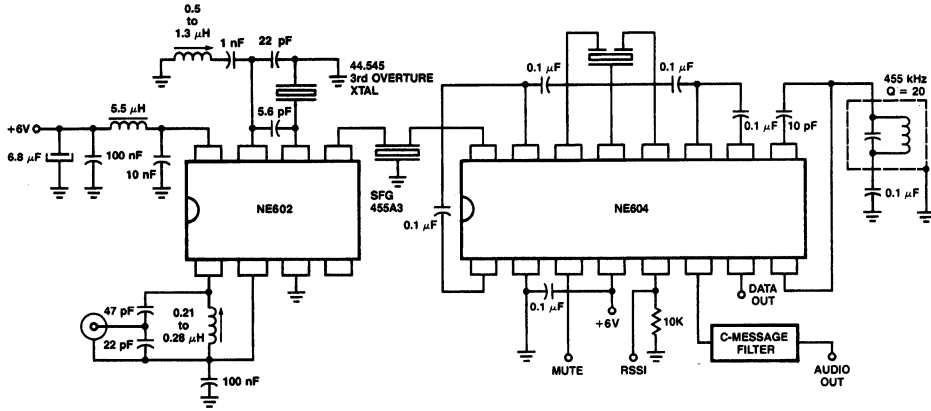 0.5
to
1.3 μH
1 nF
22 pF
44.545
3rd OVERTURE
XTAL
5.6 pF
0.1 μF
0.1 μF
0.1 μF
10 pF
455 kHz
Q = 20
0.1 μF
5.5 μH
+6V
6.8 μF
100 nF
10 nF
SFG
455A3
0.1 μF
NE602
NE604
47 pF
22 pF
0.21
to
0.28 μH
100 nF
0.1 μF
+6V
MUTE
RSSI
10K
DATA
OUT
C-MESSAGE
FILTER
AUDIO
OUT